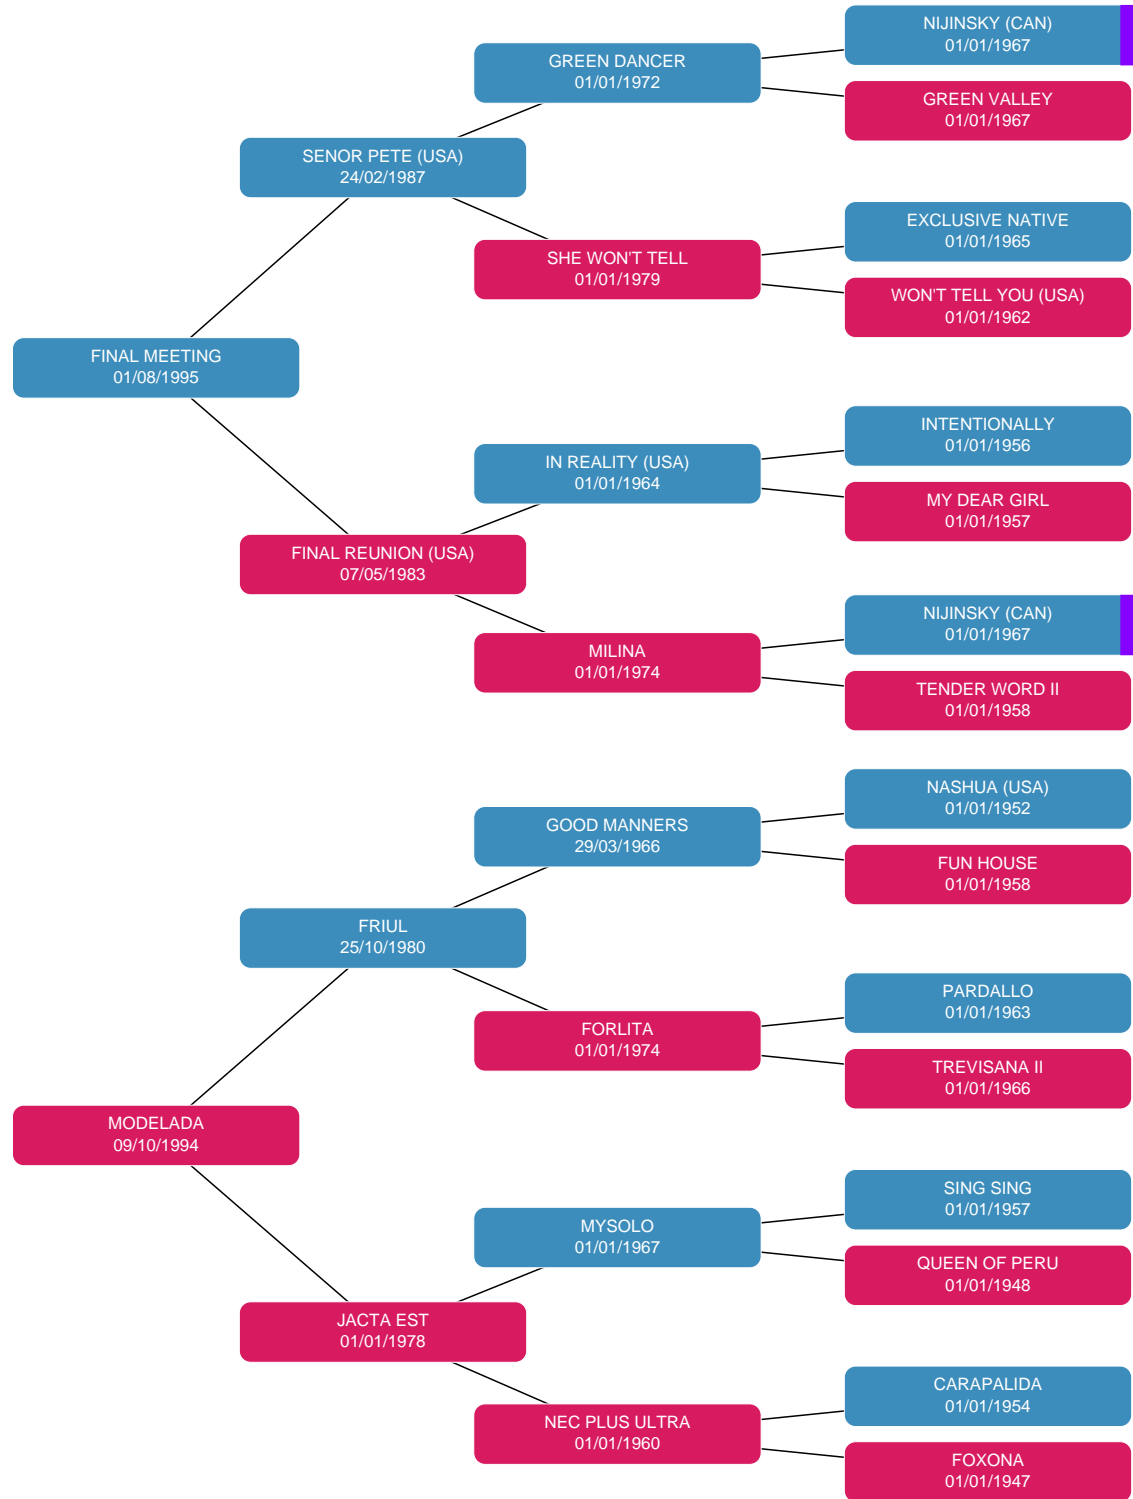 NIJINSKY (CAN)
01/01/1967
GREEN DANCER
01/01/1972
GREEN VALLEY
01/01/1967
SENOR PETE (USA)
24/02/1987
EXCLUSIVE NATIVE
01/01/1965
SHE WON'T TELL
01/01/1979
WON'T TELL YOU (USA)
01/01/1962
FINAL MEETING
01/08/1995
INTENTIONALLY
01/01/1956
IN REALITY (USA)
01/01/1964
MY DEAR GIRL
01/01/1957
FINAL REUNION (USA)
07/05/1983
NIJINSKY (CAN)
01/01/1967
MILINA
01/01/1974
TENDER WORD II
01/01/1958
NASHUA (USA)
01/01/1952
GOOD MANNERS
29/03/1966
FUN HOUSE
01/01/1958
FRIUL
25/10/1980
PARDALLO
01/01/1963
FORLITA
01/01/1974
TREVISANA II
01/01/1966
MODELADA
09/10/1994
SING SING
01/01/1957
MYSOLO
01/01/1967
QUEEN OF PERU
01/01/1948
JACTA EST
01/01/1978
CARAPALIDA
01/01/1954
NEC PLUS ULTRA
01/01/1960
FOXONA
01/01/1947